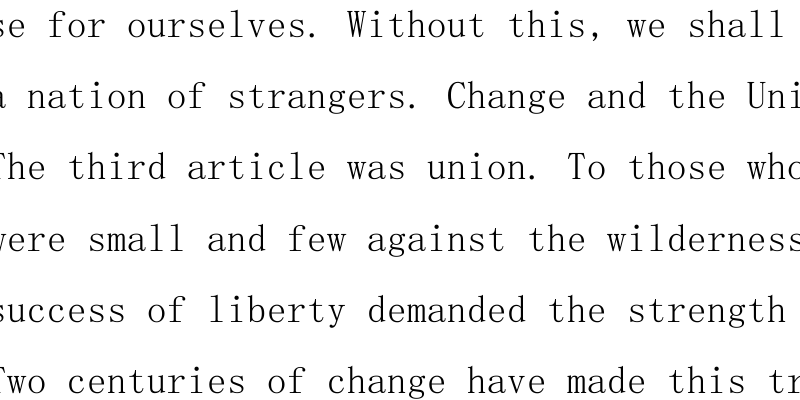 se for ourselves. Without this, we shall
a nation of strangers. Change and the Uni
The third article was union. To those who
were small and few against the wilderness
success of liberty demanded the strength
Two centuries of change have made this tr